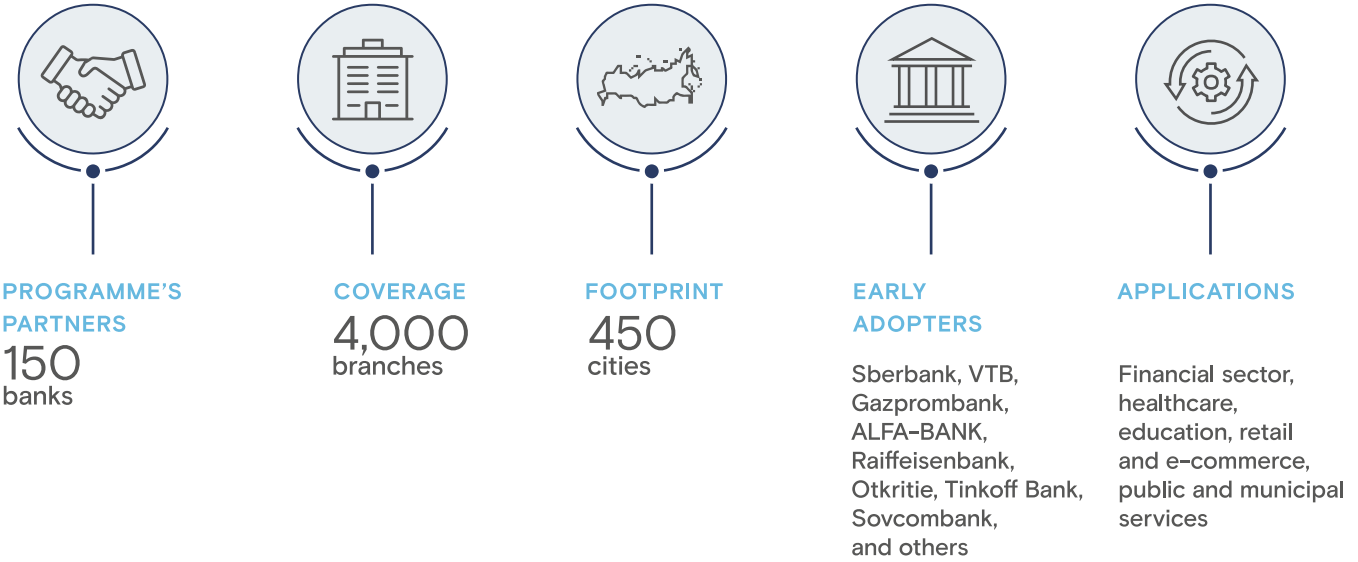 PROGRAMME'S
PARTNERS
150
banks
COVERAGE
4,000
branches
FOOTPRINT
450
cities
EARLY
ADOPTERS
Sberbank, VTB,
Gazprombank,
ALFA–BANK,
Raiffeisenbank,
Otkritie, Tinkoff Bank,
Sovcombank,
and others
APPLICATIONS
Financial sector,
healthcare,
education, retail
and e–commerce,
public and municipal
services